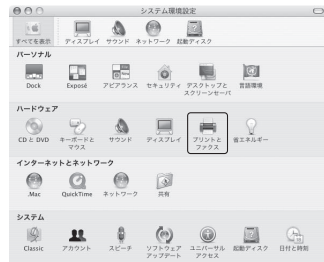 システム環境設定
すべてを表示 ディスプレイ サウンド ネットワーク 起動ディスク
パーソナル
Dock Exposé アピアランス セキュリティ デスクトップと 言語環境
スクリーンセーバ
ハードウェア
CD と DVD キーボードと サウンド ディスプレイ プリントと 省エネルギー
マウス ファクス
インターネットとネットワーク
.Mac QuickTime ネットワーク 共有
システム
Classic アカウント スピーチ ソフトウェア ユニバーサル 起動ディスク 日付と時刻
アップデート アクセス